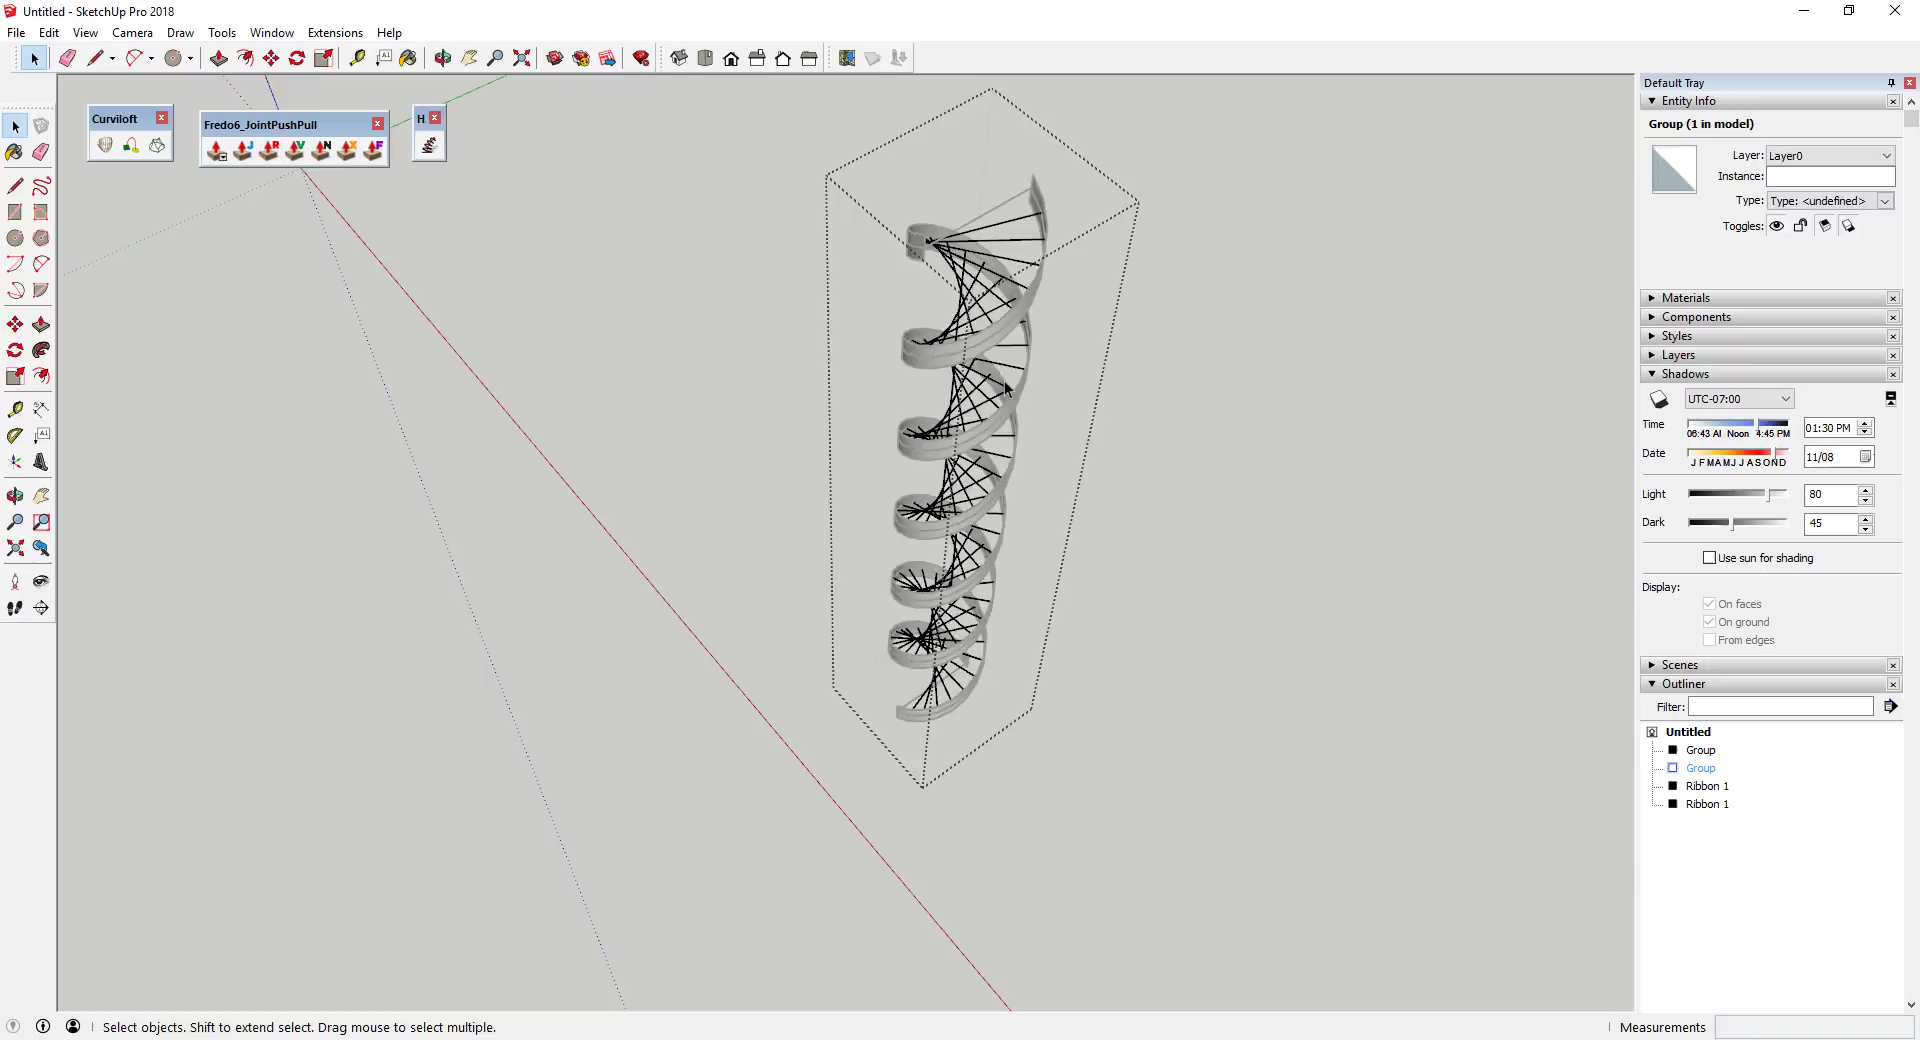 Untitled - SketchUp Pro 2018
File Edit View Camera Draw Tools Window Extensions Help
A1
Curviloft
Fredo6_JointPushPull
H
J R V N X F
A1
Default Tray
Entity Info
Group (1 in model)
Layer: Layer0
Instance:
Type: Type: <undefined>
Toggles:
Materials
Components
Styles
Layers
Shadows
UTC-07:00
Time 06:43 AI Noon 4:45 PM 01:30 PM
Date J F M A M J J A S O N D 11/08
Light 80
Dark 45
Use sun for shading
Display:
On faces
On ground
From edges
Scenes
Outliner
Filter:
Untitled
Group
Group
Ribbon 1
Ribbon 1
Select objects. Shift to extend select. Drag mouse to select multiple.
Measurements